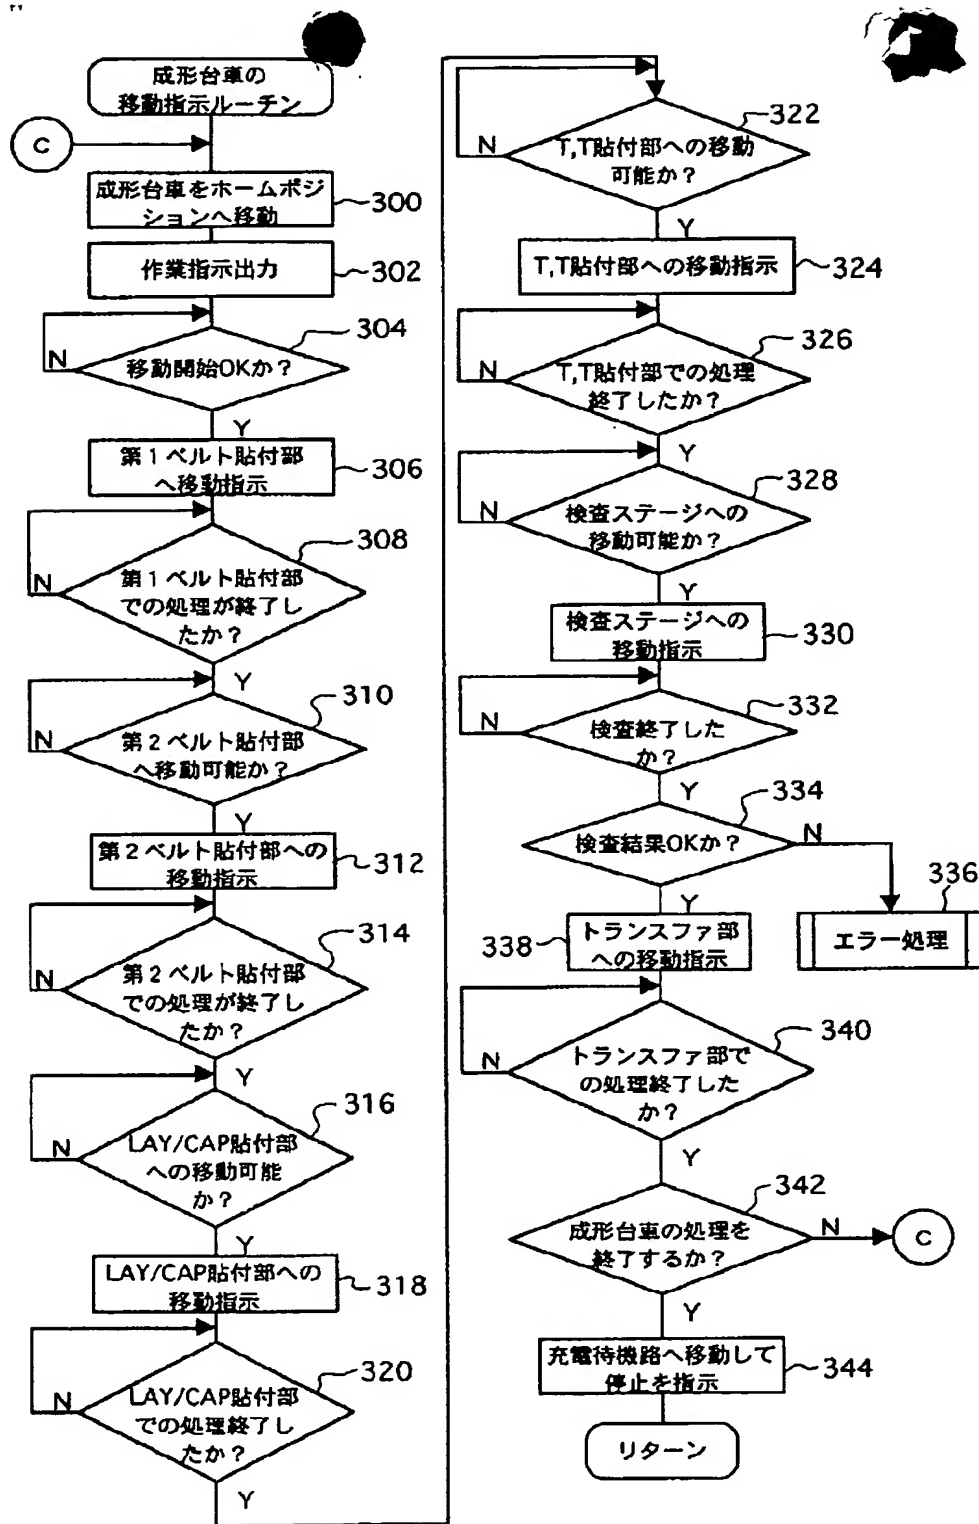 成形台車の
移動指示ルーチン
C
成形台車をホームポジ
ションへ移動
300
作業指示出力
302
304
移動開始OKか？
N
Y
第1ベルト貼付部
へ移動指示
306
308
第1ベルト貼付部
での処理が終了し
たか？
N
Y
310
第2ベルト貼付部
へ移動可能か？
N
Y
第2ベルト貼付部への
移動指示
312
314
第2ベルト貼付部
での処理が終了し
たか？
N
Y
316
LAY/CAP貼付部
への移動可能
か？
N
Y
LAY/CAP貼付部への
移動指示
318
320
LAY/CAP貼付部
での処理終了し
たか？
N
Y
322
T,T貼付部への移動
可能か？
N
Y
T,T貼付部への移動指示
324
326
T,T貼付部での処理
終了したか？
N
Y
328
検査ステージへの
移動可能か？
N
Y
検査ステージへの
移動指示
330
332
検査終了した
か？
N
Y
334
検査結果OKか？
N
Y
336
エラー処理
338
トランスファ部
への移動指示
340
トランスファ部で
の処理終了した
か？
N
Y
342
成形台車の処理を
終了するか？
N
C
Y
充電待機路へ移動して
停止を指示
344
リターン